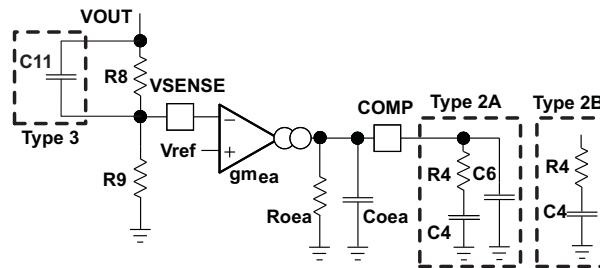 VOUT
C11
R8
VSENSE
Type 3
R9
Vref
gmea
COMP
Roea
Coea
Type 2A
R4
C6
C4
Type 2B
R4
C4